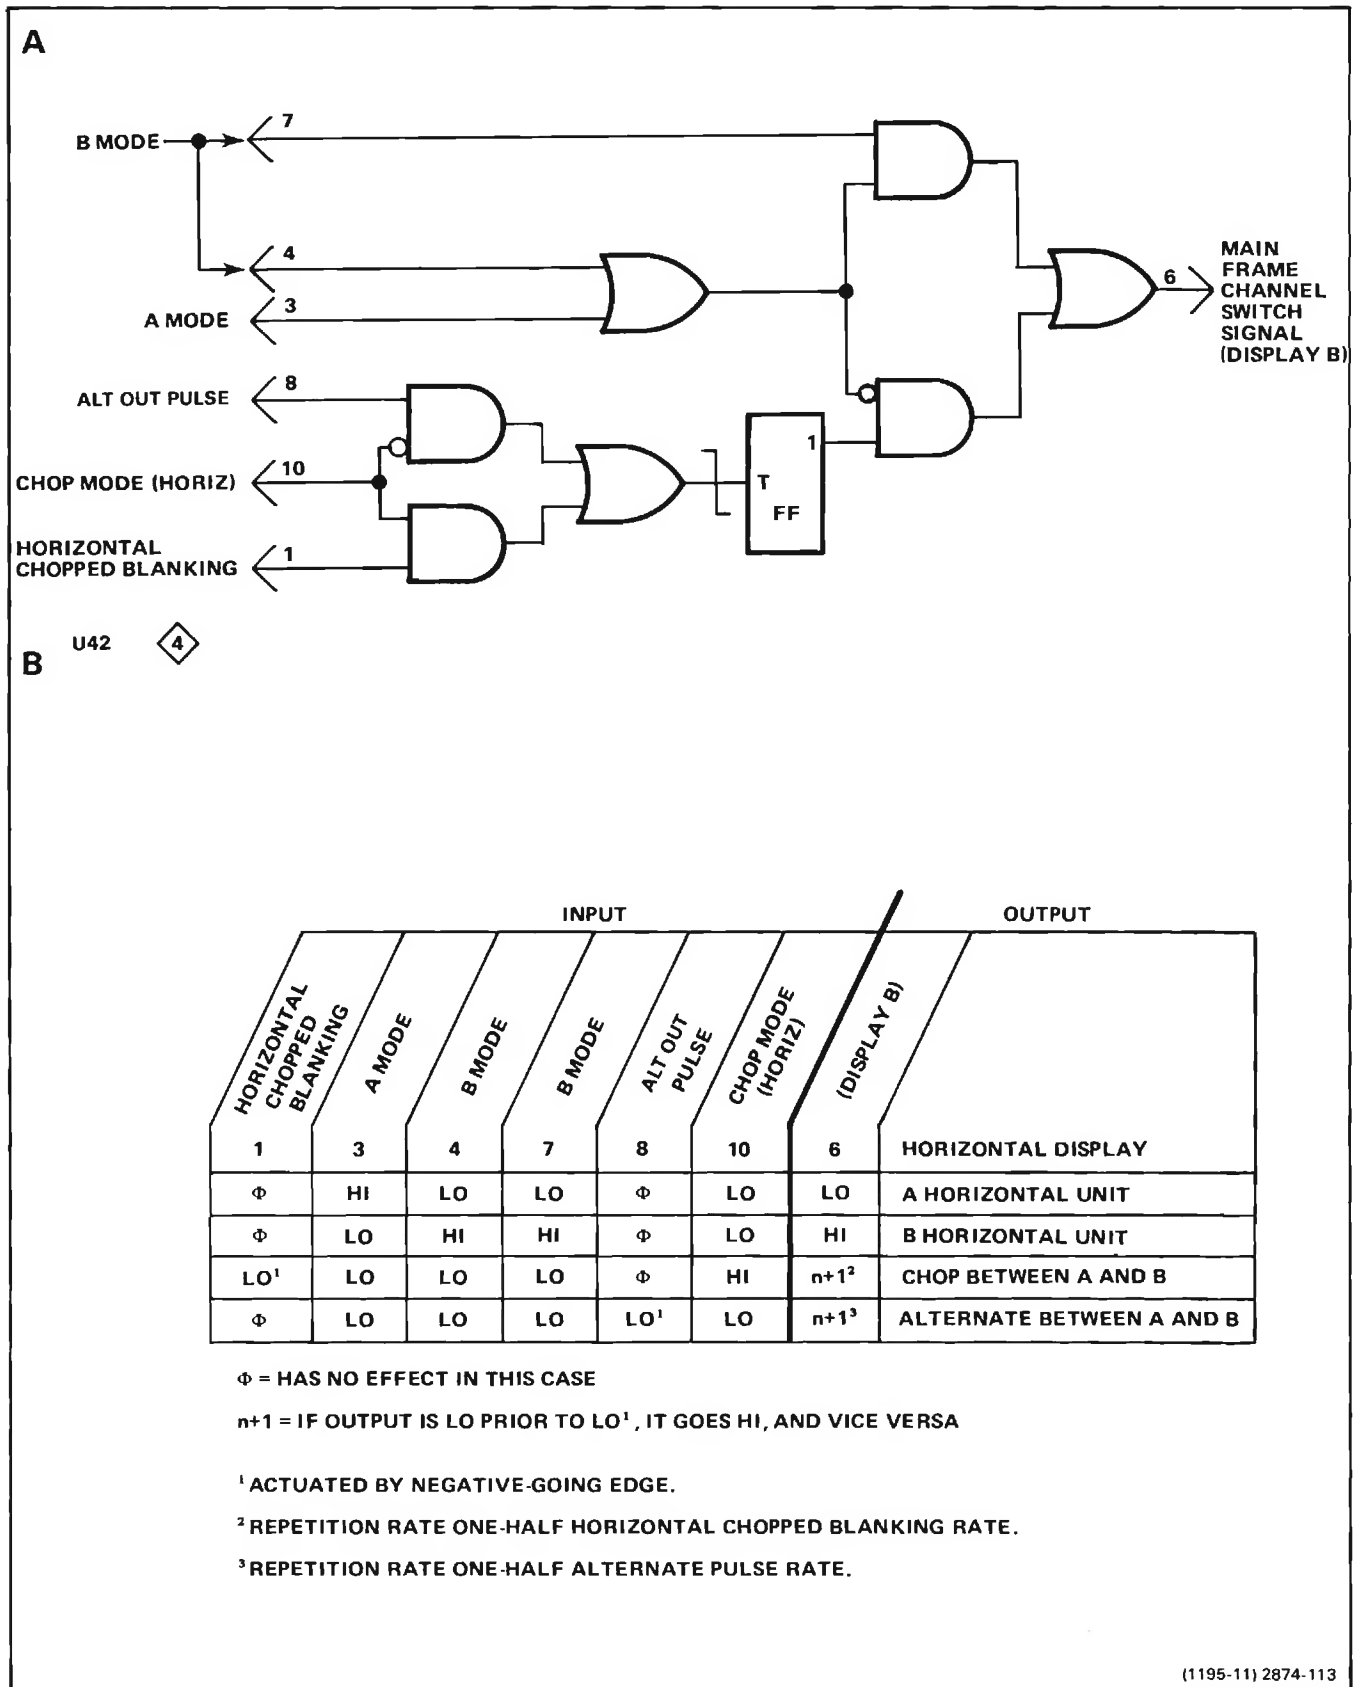 A
B MODE
7
4
A MODE
3
ALT OUT PULSE
8
CHOP MODE (HORIZ)
10
HORIZONTAL
CHOPPED BLANKING
1
T
1
FF
6
MAIN
FRAME
CHANNEL
SWITCH
SIGNAL
(DISPLAY B)
U42
4
B
INPUT
OUTPUT
HORIZONTAL
CHOPPED
BLANKING
A MODE
B MODE
B MODE
ALT OUT
PULSE
CHOP MODE
(HORIZ)
(DISPLAY B)
1 3 4 7 8 10 6 HORIZONTAL DISPLAY
Φ HI LO LO Φ LO LO A HORIZONTAL UNIT
Φ LO HI HI Φ LO HI B HORIZONTAL UNIT
LO¹ LO LO LO Φ HI n+1² CHOP BETWEEN A AND B
Φ LO LO LO LO¹ LO n+1³ ALTERNATE BETWEEN A AND B
Φ = HAS NO EFFECT IN THIS CASE
n+1 = IF OUTPUT IS LO PRIOR TO LO¹, IT GOES HI, AND VICE VERSA
¹ ACTUATED BY NEGATIVE-GOING EDGE.
² REPETITION RATE ONE-HALF HORIZONTAL CHOPPED BLANKING RATE.
³ REPETITION RATE ONE-HALF ALTERNATE PULSE RATE.
(1195-11) 2874-113